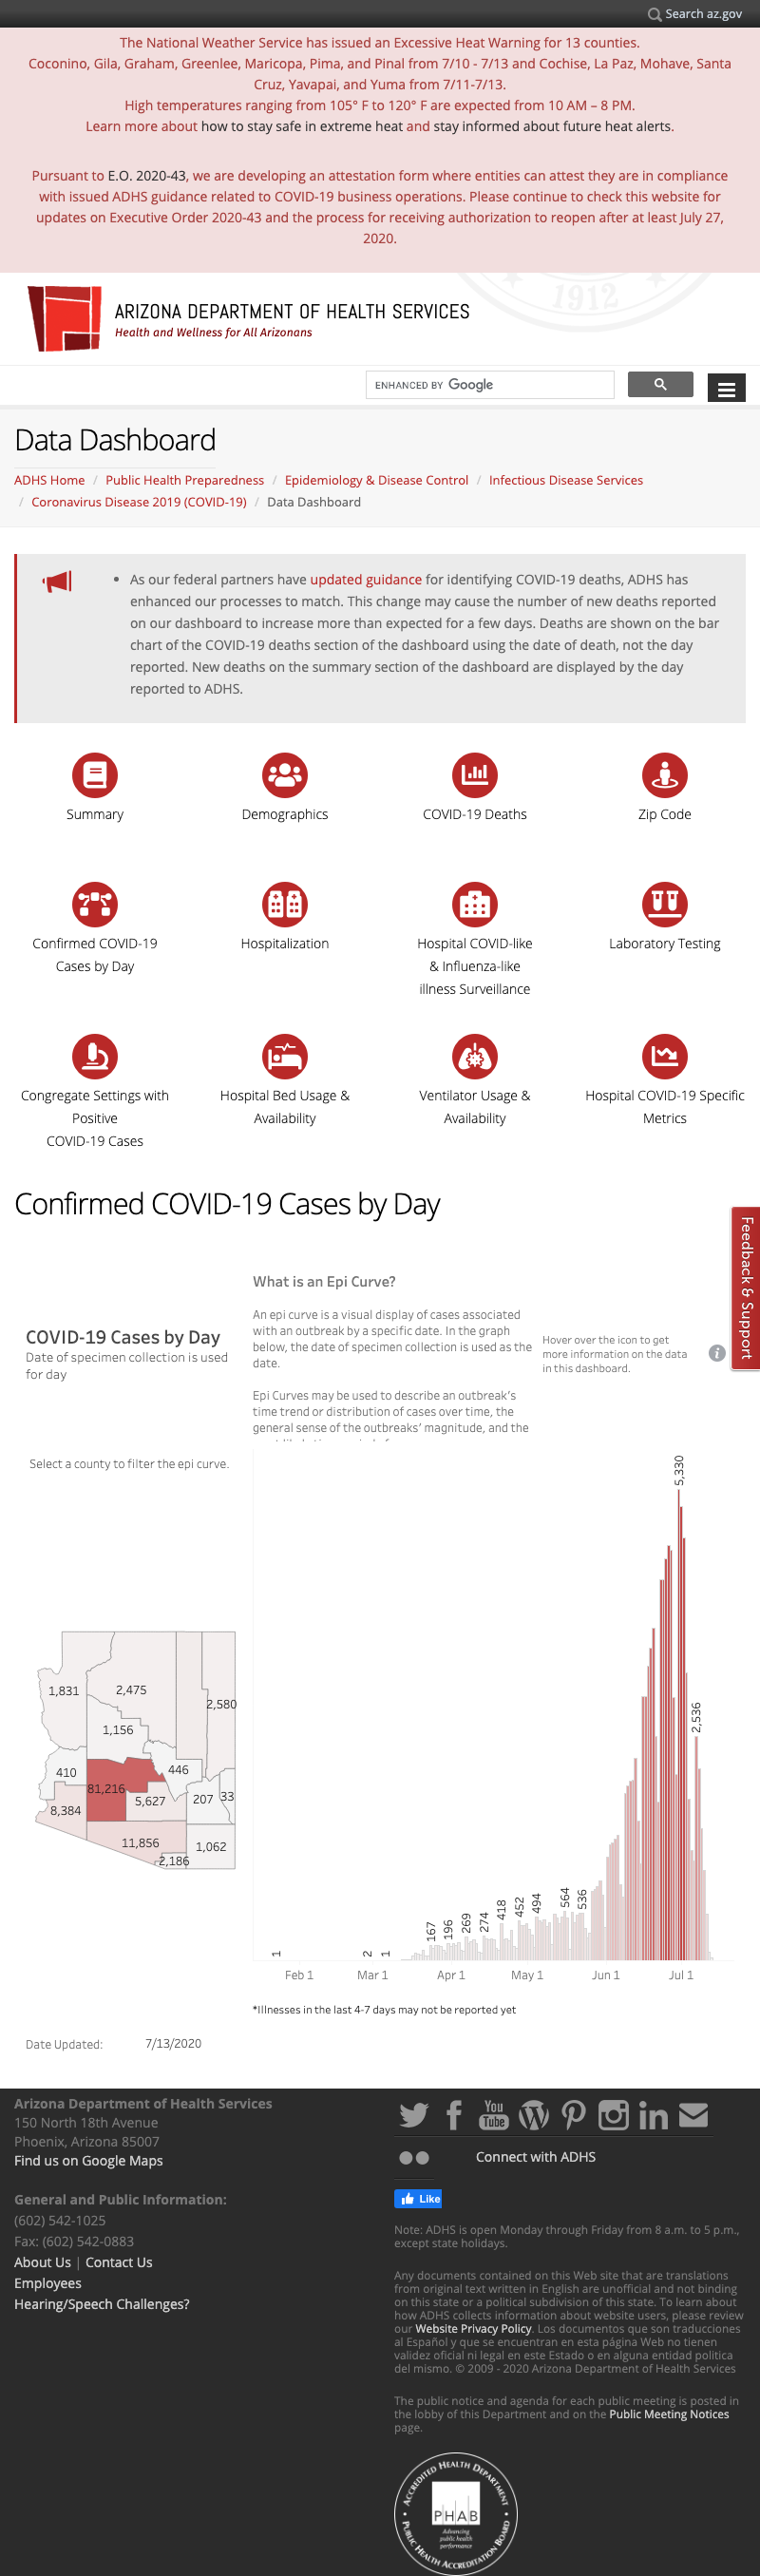 Search az.gov
The National Weather Service has issued an Excessive Heat Warning for 13 counties.
Coconino, Gila, Graham, Greenlee, Maricopa, Pima, and Pinal from 7/10 - 7/13 and Cochise, La Paz, Mohave, Santa
Cruz, Yavapai, and Yuma from 7/11-7/13.
High temperatures ranging from 105° F to 120° F are expected from 10 AM – 8 PM.
Learn more about how to stay safe in extreme heat and stay informed about future heat alerts.
Pursuant to E.O. 2020-43, we are developing an attestation form where entities can attest they are in compliance
with issued ADHS guidance related to COVID-19 business operations. Please continue to check this website for
updates on Executive Order 2020-43 and the process for receiving authorization to reopen after at least July 27,
2020.
1912
ARIZONA DEPARTMENT OF HEALTH SERVICES
Health and Wellness for All Arizonans
ENHANCED BY Google
Data Dashboard
ADHS Home / Public Health Preparedness / Epidemiology & Disease Control / Infectious Disease Services
/ Coronavirus Disease 2019 (COVID-19) / Data Dashboard
• As our federal partners have updated guidance for identifying COVID-19 deaths, ADHS has
enhanced our processes to match. This change may cause the number of new deaths reported
on our dashboard to increase more than expected for a few days. Deaths are shown on the bar
chart of the COVID-19 deaths section of the dashboard using the date of death, not the day
reported. New deaths on the summary section of the dashboard are displayed by the day
reported to ADHS.
Summary
Demographics
COVID-19 Deaths
Zip Code
Confirmed COVID-19
Cases by Day
Hospitalization
Hospital COVID-like
& Influenza-like
illness Surveillance
Laboratory Testing
Congregate Settings with
Positive
COVID-19 Cases
Hospital Bed Usage &
Availability
Ventilator Usage &
Availability
Hospital COVID-19 Specific
Metrics
Confirmed COVID-19 Cases by Day
Feedback & Support
COVID-19 Cases by Day
Date of specimen collection is used
for day
What is an Epi Curve?
An epi curve is a visual display of cases associated
with an outbreak by a specific date. In the graph
below, the date of specimen collection is used as the
date.
Epi Curves may be used to describe an outbreak's
time trend or distribution of cases over time, the
general sense of the outbreaks' magnitude, and the
Hover over the icon to get
more information on the data
in this dashboard.
Select a county to filter the epi curve.
1,831
2,475
2,580
1,156
410
446
81,216
5,627
207
33
8,384
11,856
1,062
2,186
1
2
1
167
196
269
274
418
452
494
564
536
5,330
2,536
Feb 1
Mar 1
Apr 1
May 1
Jun 1
Jul 1
*Illnesses in the last 4-7 days may not be reported yet
Date Updated: 7/13/2020
Arizona Department of Health Services
150 North 18th Avenue
Phoenix, Arizona 85007
Find us on Google Maps
General and Public Information:
(602) 542-1025
Fax: (602) 542-0883
About Us | Contact Us
Employees
Hearing/Speech Challenges?
You
Tube
Connect with ADHS
Like
Note: ADHS is open Monday through Friday from 8 a.m. to 5 p.m.,
except state holidays.
Any documents contained on this Web site that are translations
from original text written in English are unofficial and not binding
on this state or a political subdivision of this state. To learn about
how ADHS collects information about website users, please review
our Website Privacy Policy. Los documentos que son traducciones
al Español y que se encuentran en esta página Web no tienen
validez oficial ni legal en este Estado o en alguna entidad politica
del mismo. © 2009 - 2020 Arizona Department of Health Services
The public notice and agenda for each public meeting is posted in
the lobby of this Department and on the Public Meeting Notices
page.
ACCREDITED HEALTH DEPARTMENT
PHAB
Advancing
public health
performance
PUBLIC HEALTH ACCREDITATION BOARD